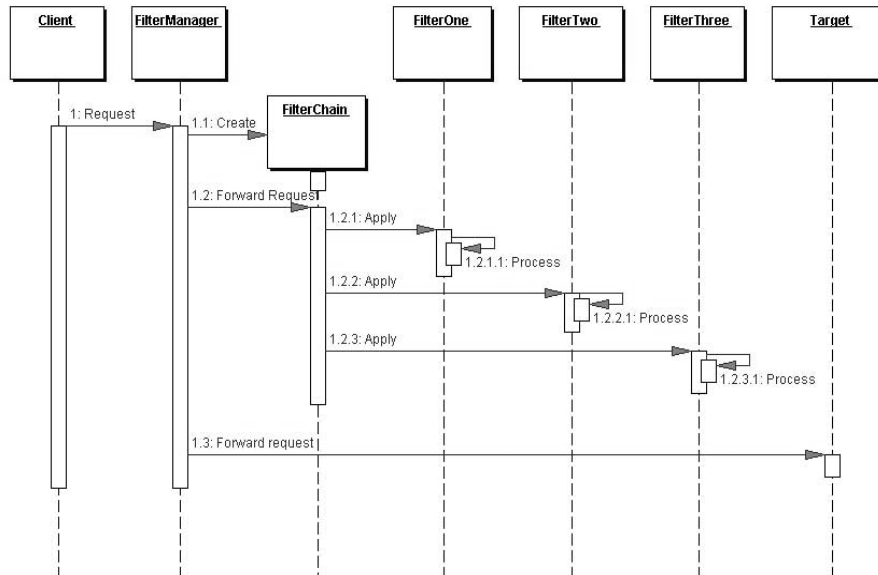 Client
FilterManager
FilterOne
FilterTwo
FilterThree
Target
FilterChain
1: Request
1.1: Create
1.2: Forward Request
1.2.1: Apply
1.2.1.1: Process
1.2.2: Apply
1.2.2.1: Process
1.2.3: Apply
1.2.3.1: Process
1.3: Forward request